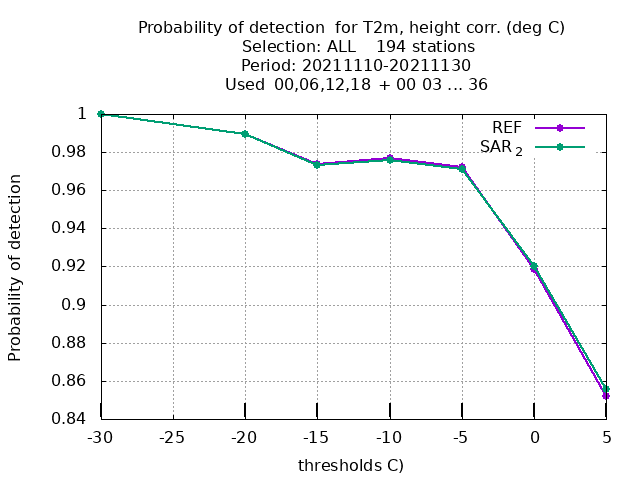 Probability of detection  for T2m, height corr. (deg C)
Selection: ALL    194 stations
Period: 20211110-20211130
Used  00,06,12,18  + 00 03 ... 36
REF
SAR 2
1
0.98
0.96
0.94
0.92
0.9
0.88
0.86
0.84
Probability of detection
-30
-25
-20
-15
-10
-5
0
5
thresholds C)